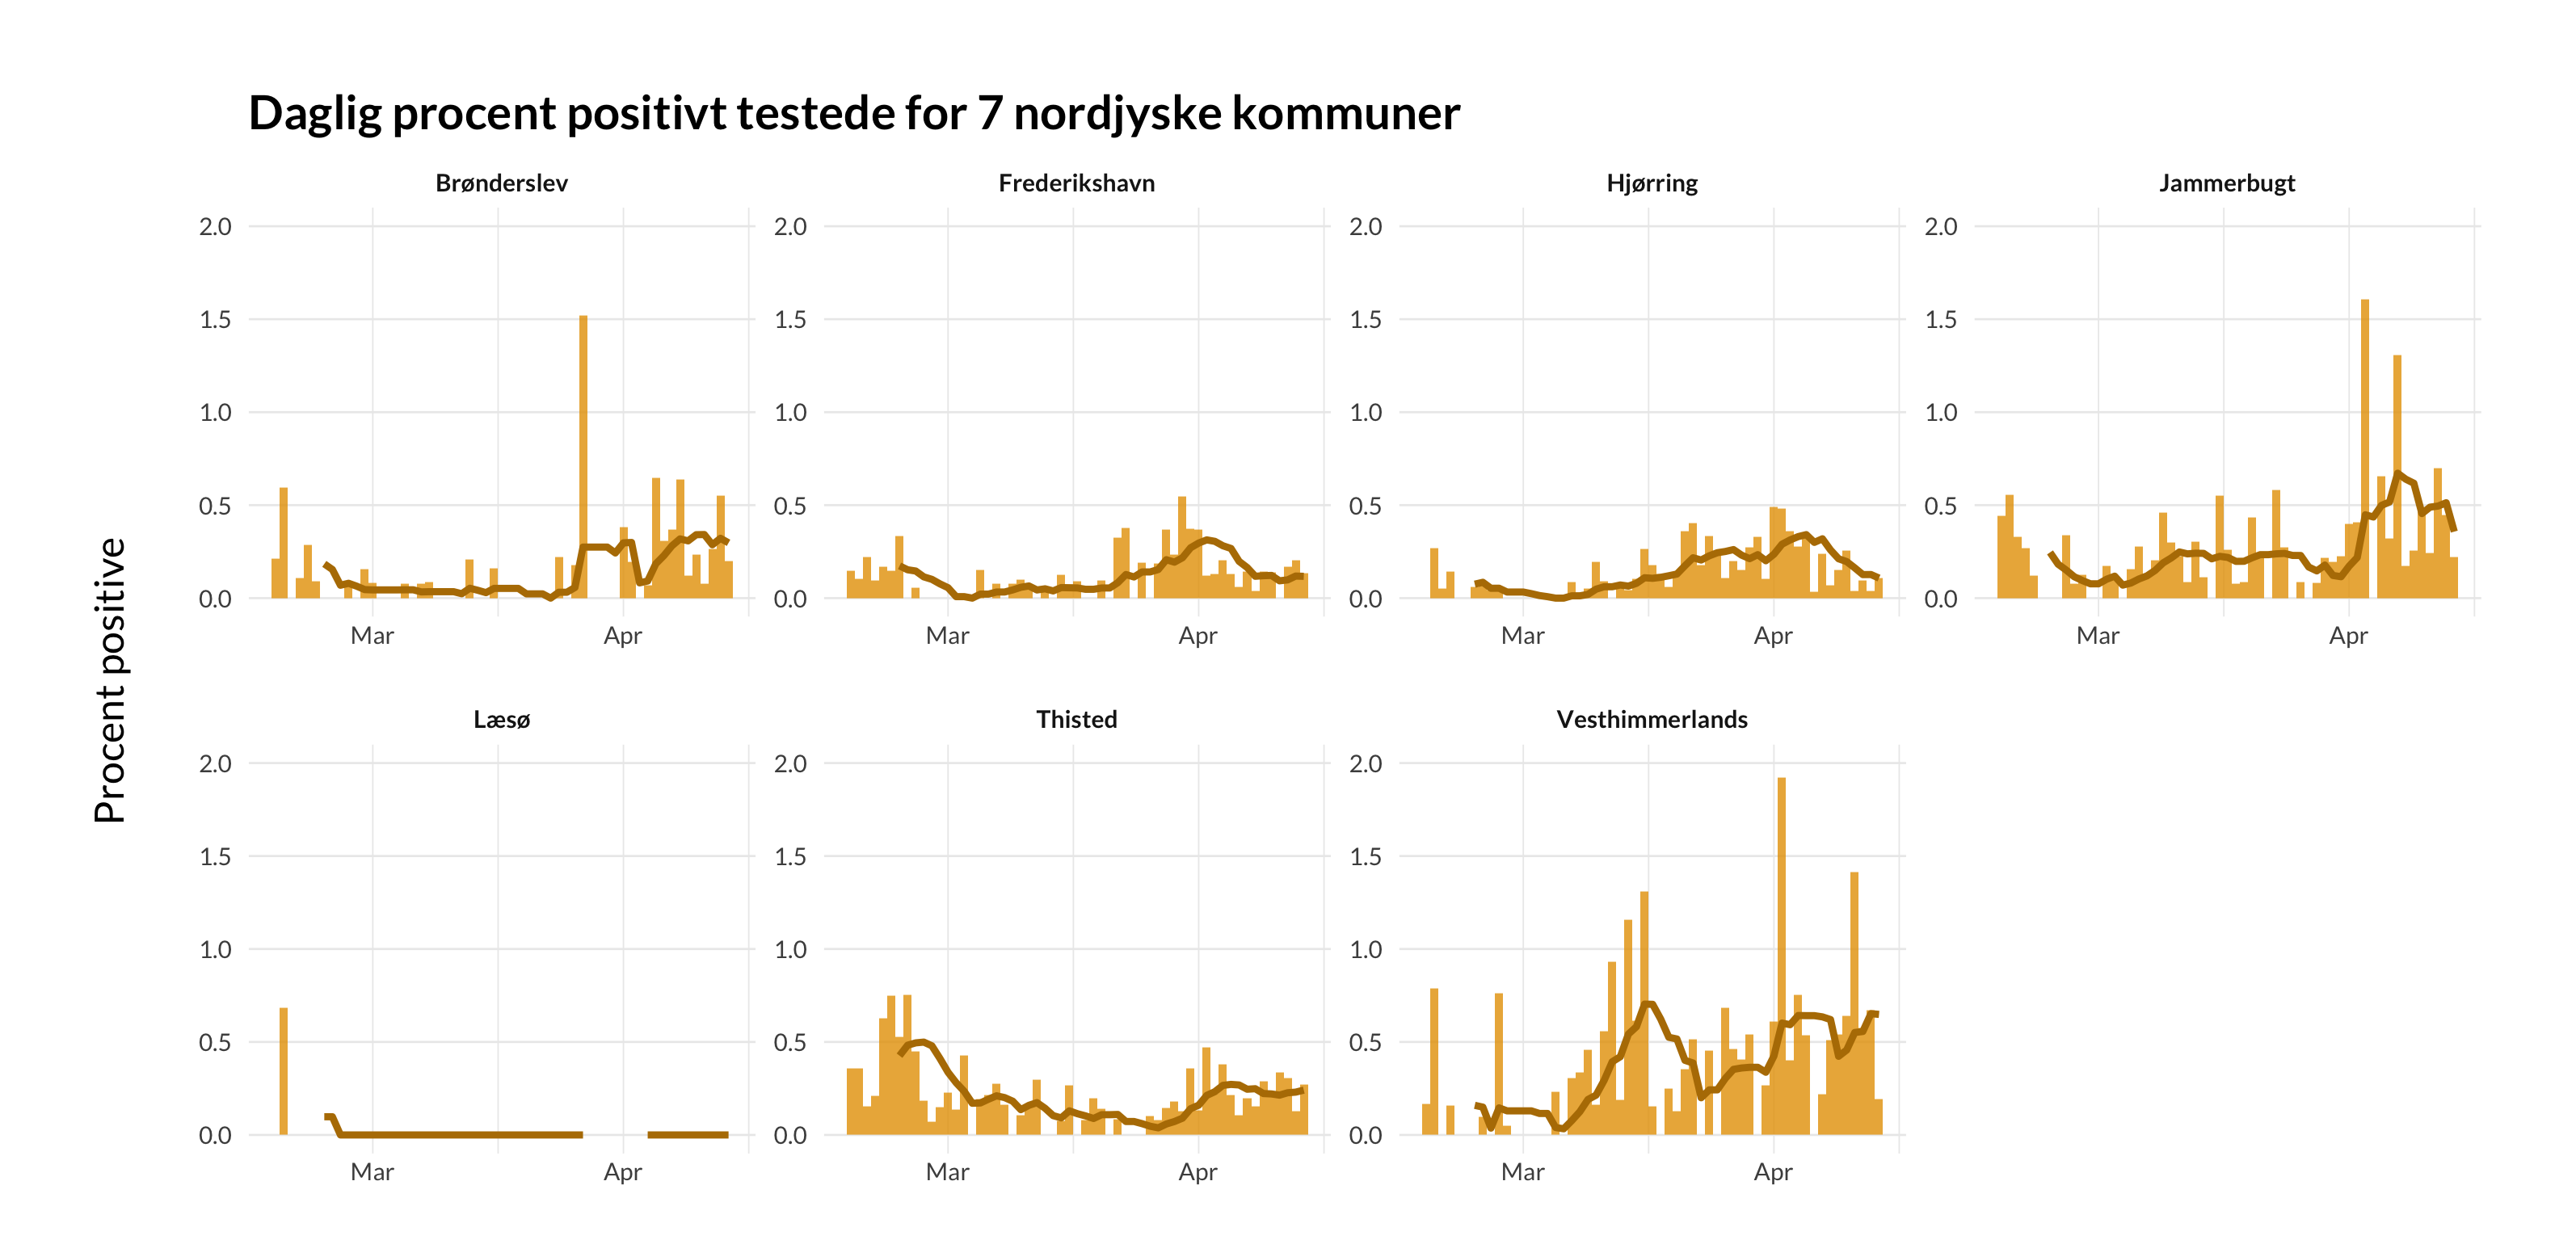 Daglig procent positivt testede for 7 nordjyske kommuner
Procent positive
Brønderslev
2.0
1.5
1.0
0.5
0.0
Mar
Apr
Frederikshavn
2.0
1.5
1.0
0.5
0.0
Mar
Apr
Hjørring
2.0
1.5
1.0
0.5
0.0
Mar
Apr
Jammerbugt
2.0
1.5
1.0
0.5
0.0
Mar
Apr
Læsø
2.0
1.5
1.0
0.5
0.0
Mar
Apr
Thisted
2.0
1.5
1.0
0.5
0.0
Mar
Apr
Vesthimmerlands
2.0
1.5
1.0
0.5
0.0
Mar
Apr